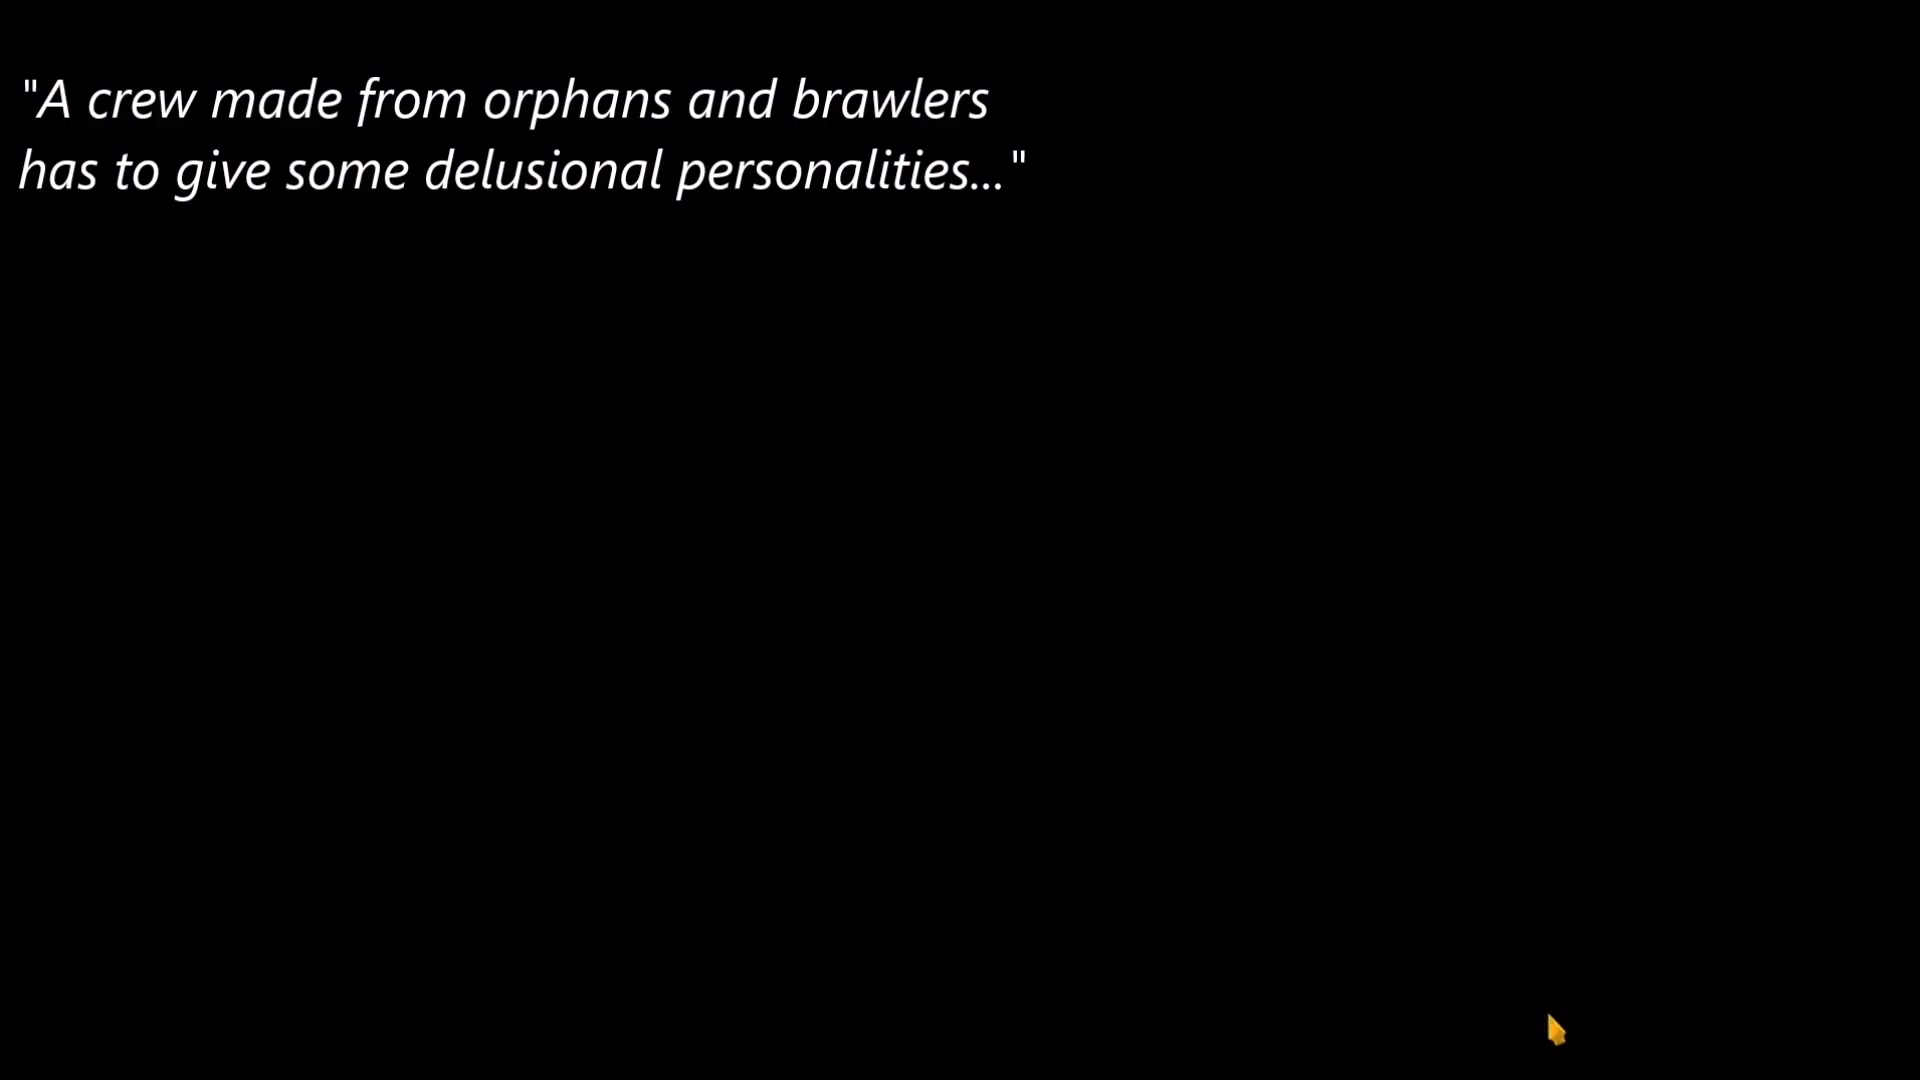 "A crew made from orphans and brawlers
has to give some delusional personalities..."